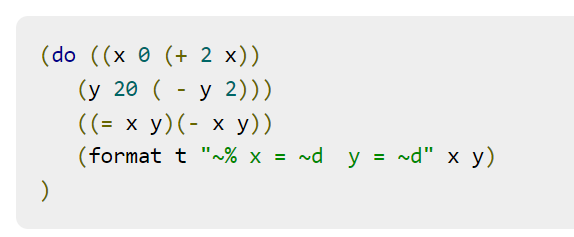 (do ((x 0 (+ 2 x))
(y 20 ( - y 2)))
((= x y)(- x y))
(format t "~% x = ~d  y = ~d" x y)
)